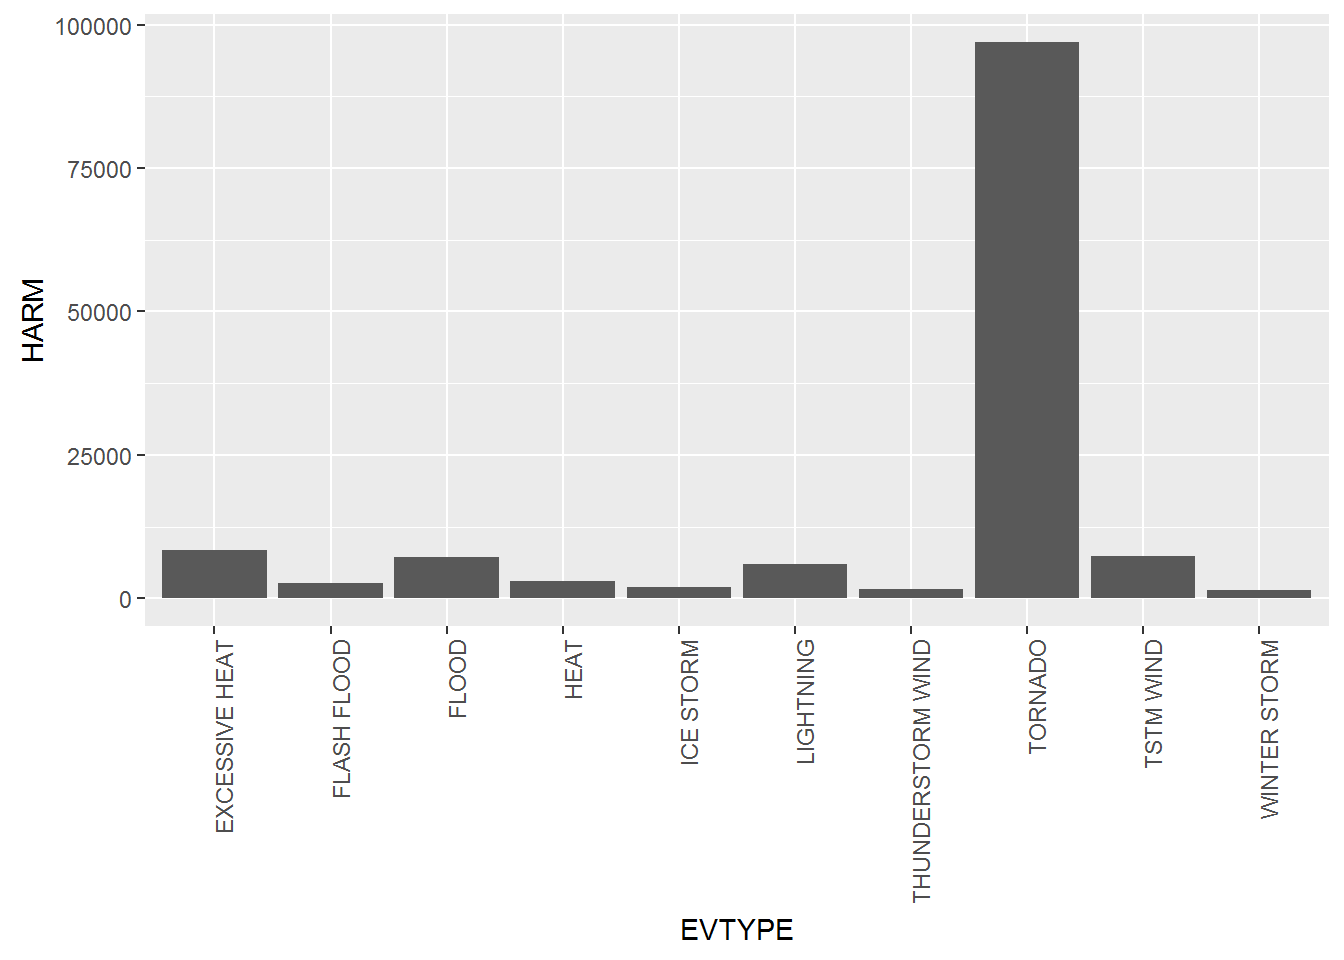 100000
75000
50000
25000
0
HARM
EXCESSIVE HEAT
FLASH FLOOD
FLOOD
HEAT
ICE STORM
LIGHTNING
THUNDERSTORM WIND
TORNADO
TSTM WIND
WINTER STORM
EVTYPE